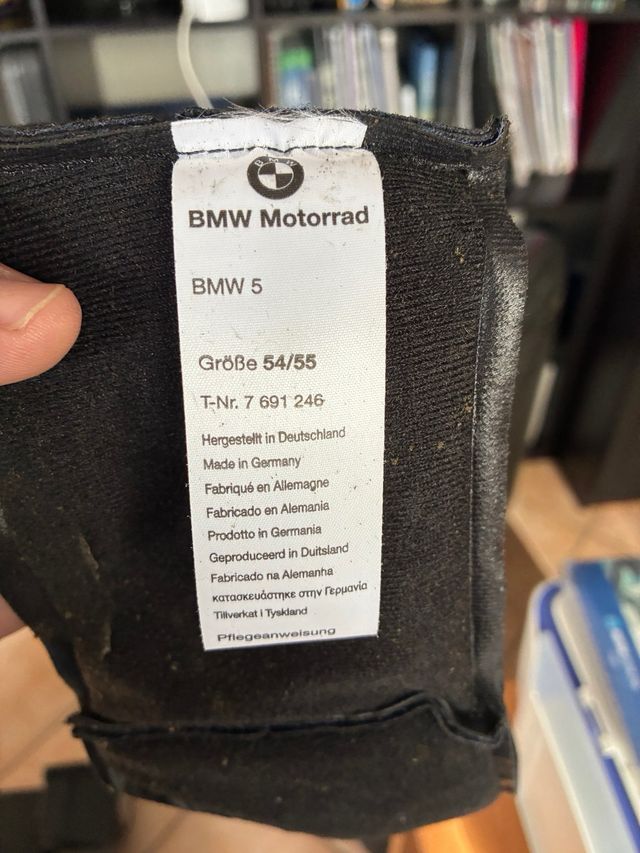 BMW
BMW Motorrad
BMW 5
Größe 54/55
T-Nr. 7 691 246
Hergestellt in Deutschland
Made in Germany
Fabriqué en Allemagne
Fabricado en Alemania
Prodotto in Germania
Geproduceerd in Duitsland
Fabricado na Alemanha
κατασκευάστηκε στην Γερμανία
Tillverkat i Tyskland
Pflegeanweisung